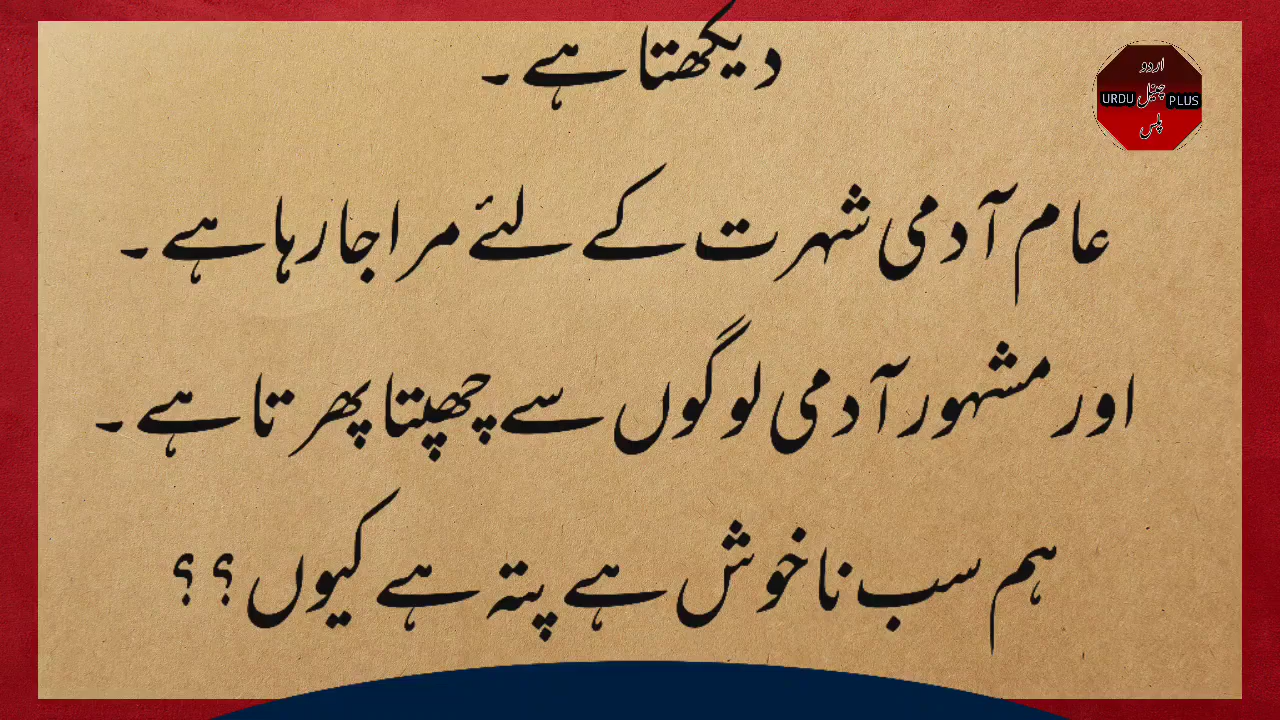 دیکھتا ہے۔
اردو
چینل
URDU PLUS
پلس
عام آدمی شہرت کے لئے مرا جا رہا ہے۔
اور مشہور آدمی لوگوں سے چھپتا پھرتا ہے۔
ہم سب ناخوش ہے پتہ ہے کیوں؟؟